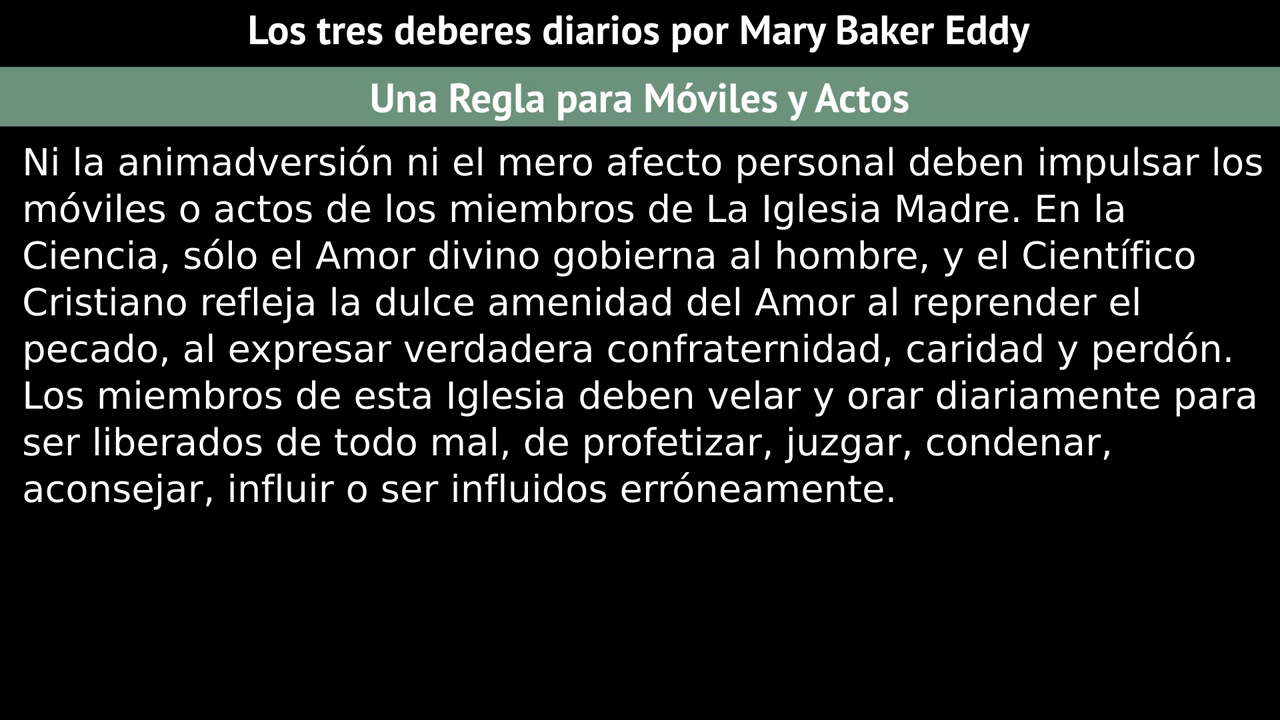 Los tres deberes diarios por Mary Baker Eddy
Una Regla para Móviles y Actos
Ni la animadversión ni el mero afecto personal deben impulsar los
móviles o actos de los miembros de La Iglesia Madre. En la
Ciencia, sólo el Amor divino gobierna al hombre, y el Científico
Cristiano refleja la dulce amenidad del Amor al reprender el
pecado, al expresar verdadera confraternidad, caridad y perdón.
Los miembros de esta Iglesia deben velar y orar diariamente para
ser liberados de todo mal, de profetizar, juzgar, condenar,
aconsejar, influir o ser influidos erróneamente.